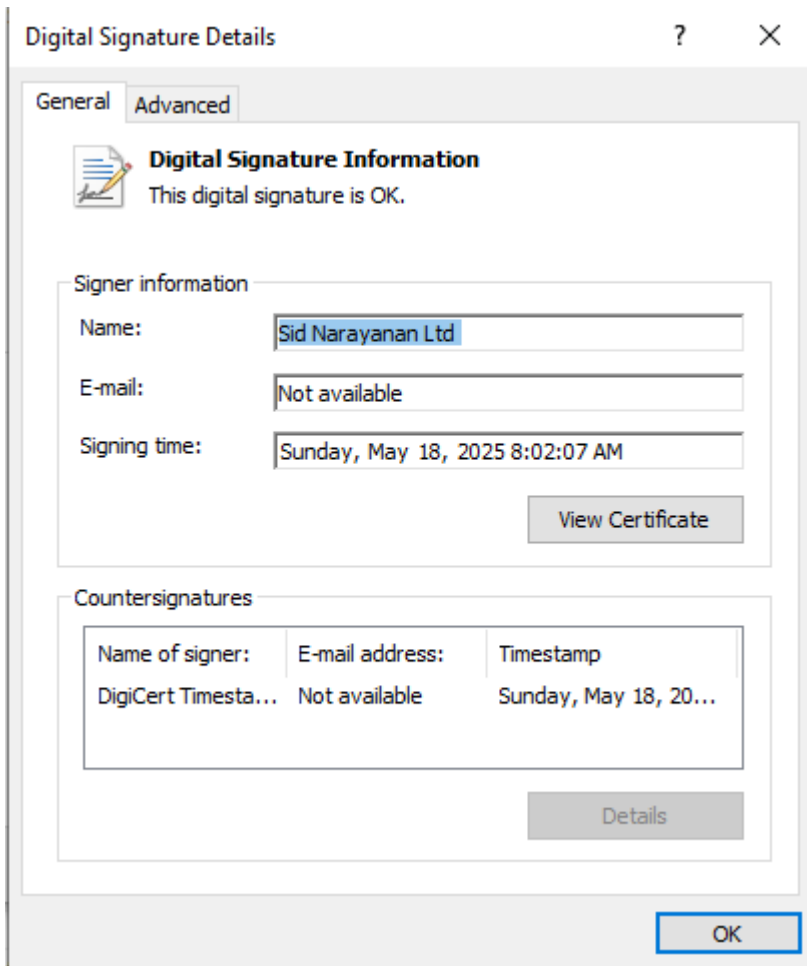 Digital Signature Details ?
General Advanced
Digital Signature Information
This digital signature is OK.
Signer information
Name: Sid Narayanan Ltd
E-mail: Not available
Signing time: Sunday, May 18, 2025 8:02:07 AM
View Certificate
Countersignatures
Name of signer: E-mail address: Timestamp
DigiCert Timesta... Not available Sunday, May 18, 20...
Details
OK